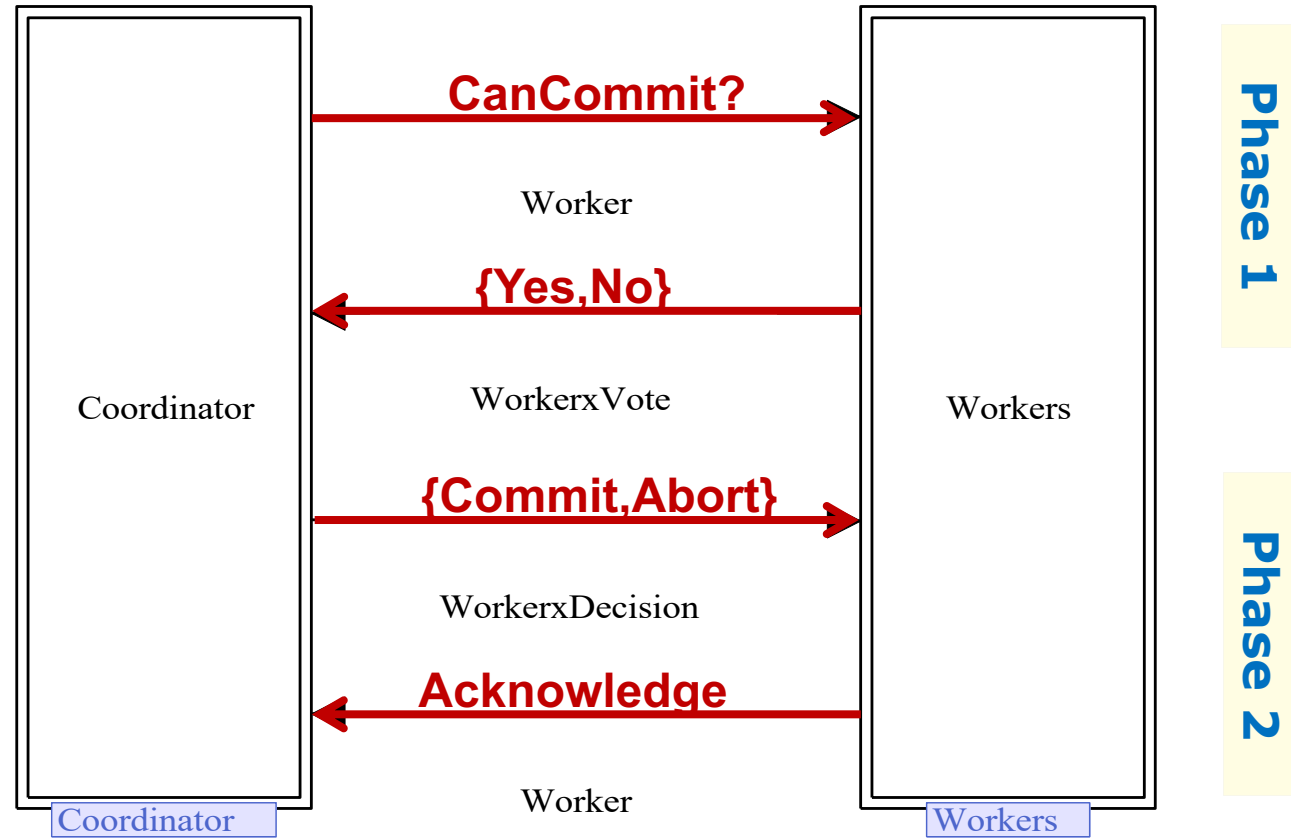 CanCommit?
Worker
{Yes,No}
WorkerxVote
Coordinator
Workers
{Commit,Abort}
WorkerxDecision
Acknowledge
Worker
Coordinator
Workers
Phase 1
Phase 2